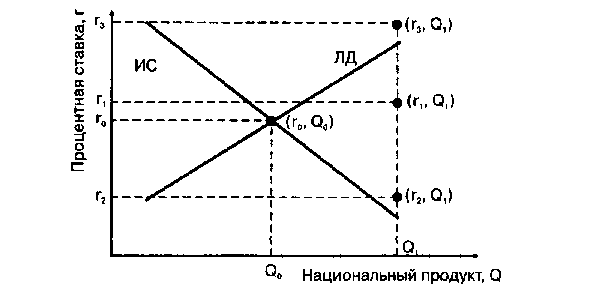 Процентная ставка, r
r₃
(r₃, Q₁)
ИС
ЛД
r₁
(r₁, Q₁)
r₀
(r₀, Q₀)
r₂
(r₂, Q₁)
Q₁
Q₀
Национальный продукт, Q